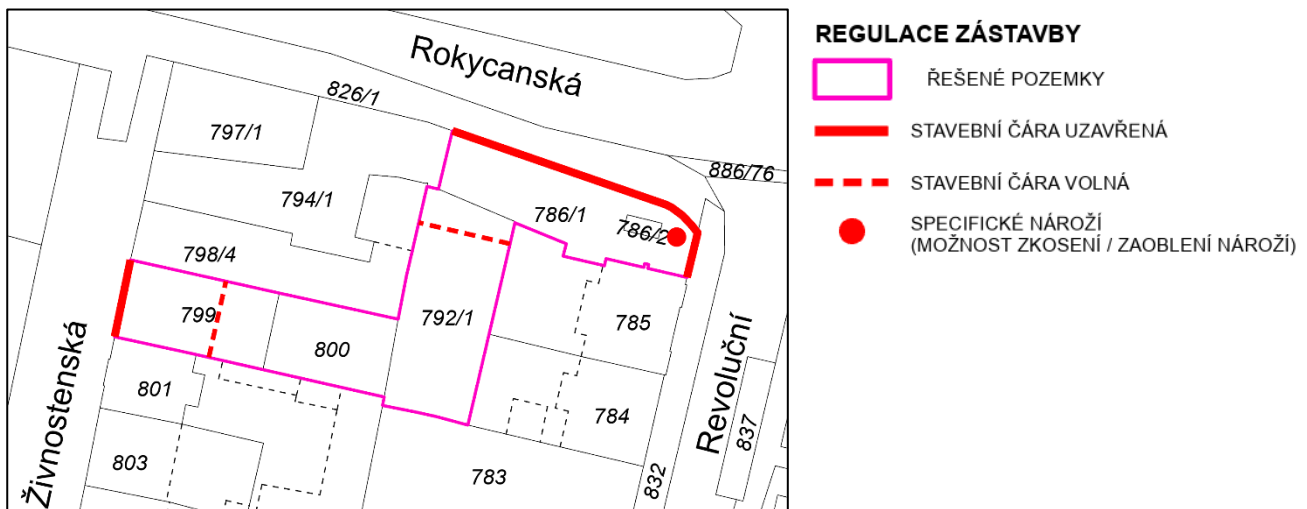 Rokycanská
826/1
797/1
886/76
794/1
786/1
786/2
798/4
799
792/1
785
800
801
784
Živnostenská
Revoluční
837
803
783
832
REGULACE ZÁSTAVBY
ŘEŠENÉ POZEMKY
STAVEBNÍ ČÁRA UZAVŘENÁ
STAVEBNÍ ČÁRA VOLNÁ
SPECIFICKÉ NÁROŽÍ
(MOŽNOST ZKOSENÍ / ZAOBLENÍ NÁROŽÍ)